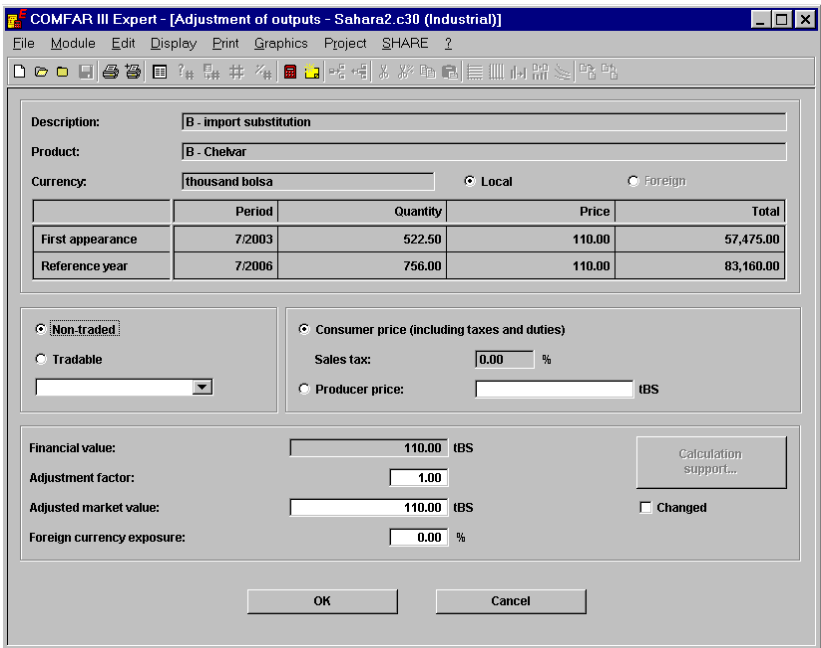 COMFAR III Expert - [Adjustment of outputs - Sahara2.c30 (Industrial)]
File Module Edit Display Print Graphics Project SHARE ?
Description: B - import substitution
Product: B - Chelvar
Currency: thousand bolsa Local Foreign
Period Quantity Price Total
First appearance 7/2003 522.50 110.00 57,475.00
Reference year 7/2006 756.00 110.00 83,160.00
Non-traded
Tradable
Consumer price (including taxes and duties)
Sales tax: 0.00 %
Producer price: tBS
Financial value: 110.00 tBS
Adjustment factor: 1.00
Adjusted market value: 110.00 tBS
Foreign currency exposure: 0.00 %
Calculation
support...
Changed
OK Cancel